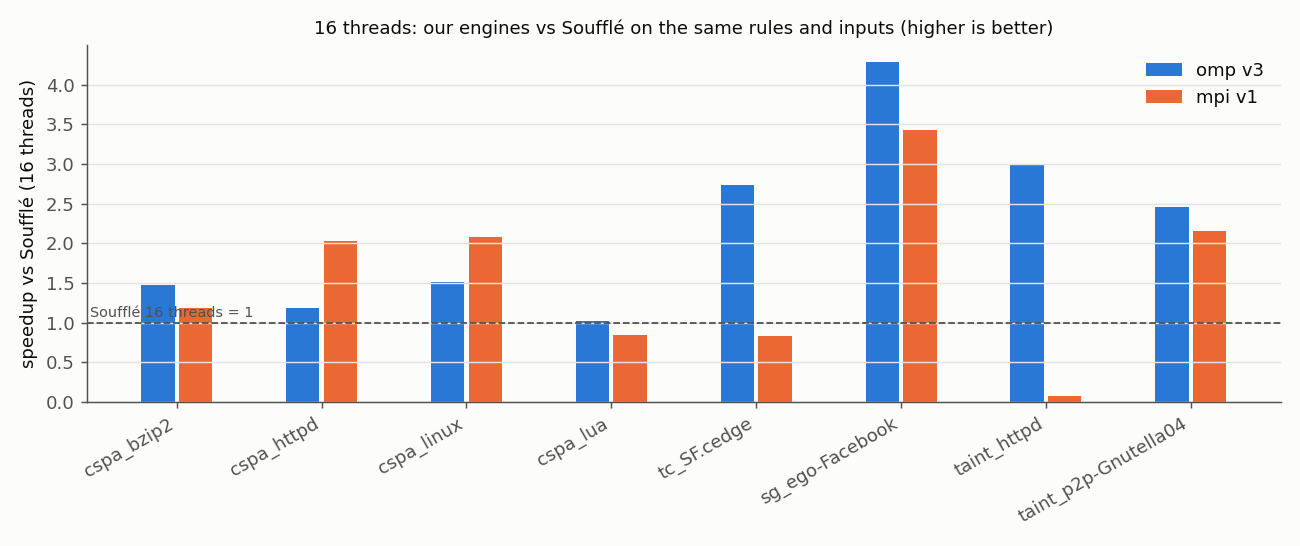 16 threads: our engines vs Soufflé on the same rules and inputs (higher is better)
omp v3
mpi v1
speedup vs Soufflé (16 threads)
4.0
3.5
3.0
2.5
2.0
1.5
1.0
0.5
0.0
Soufflé 16 threads = 1
cspa_bzip2
cspa_httpd
cspa_linux
cspa_lua
tc_SF.cedge
sg_ego-Facebook
taint_httpd
taint_p2p-Gnutella04